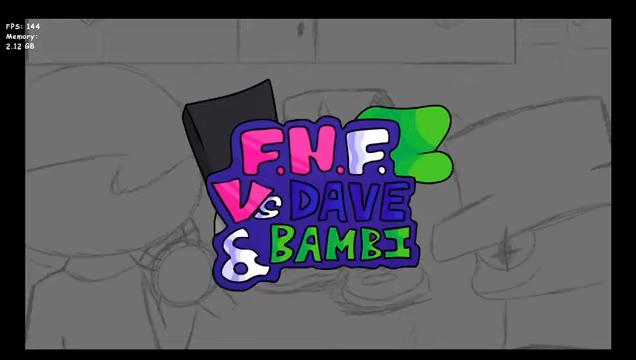 FPS: 144
Memory:
2.12 GB
F.N.F.
Vs DAVE
& BAMBI